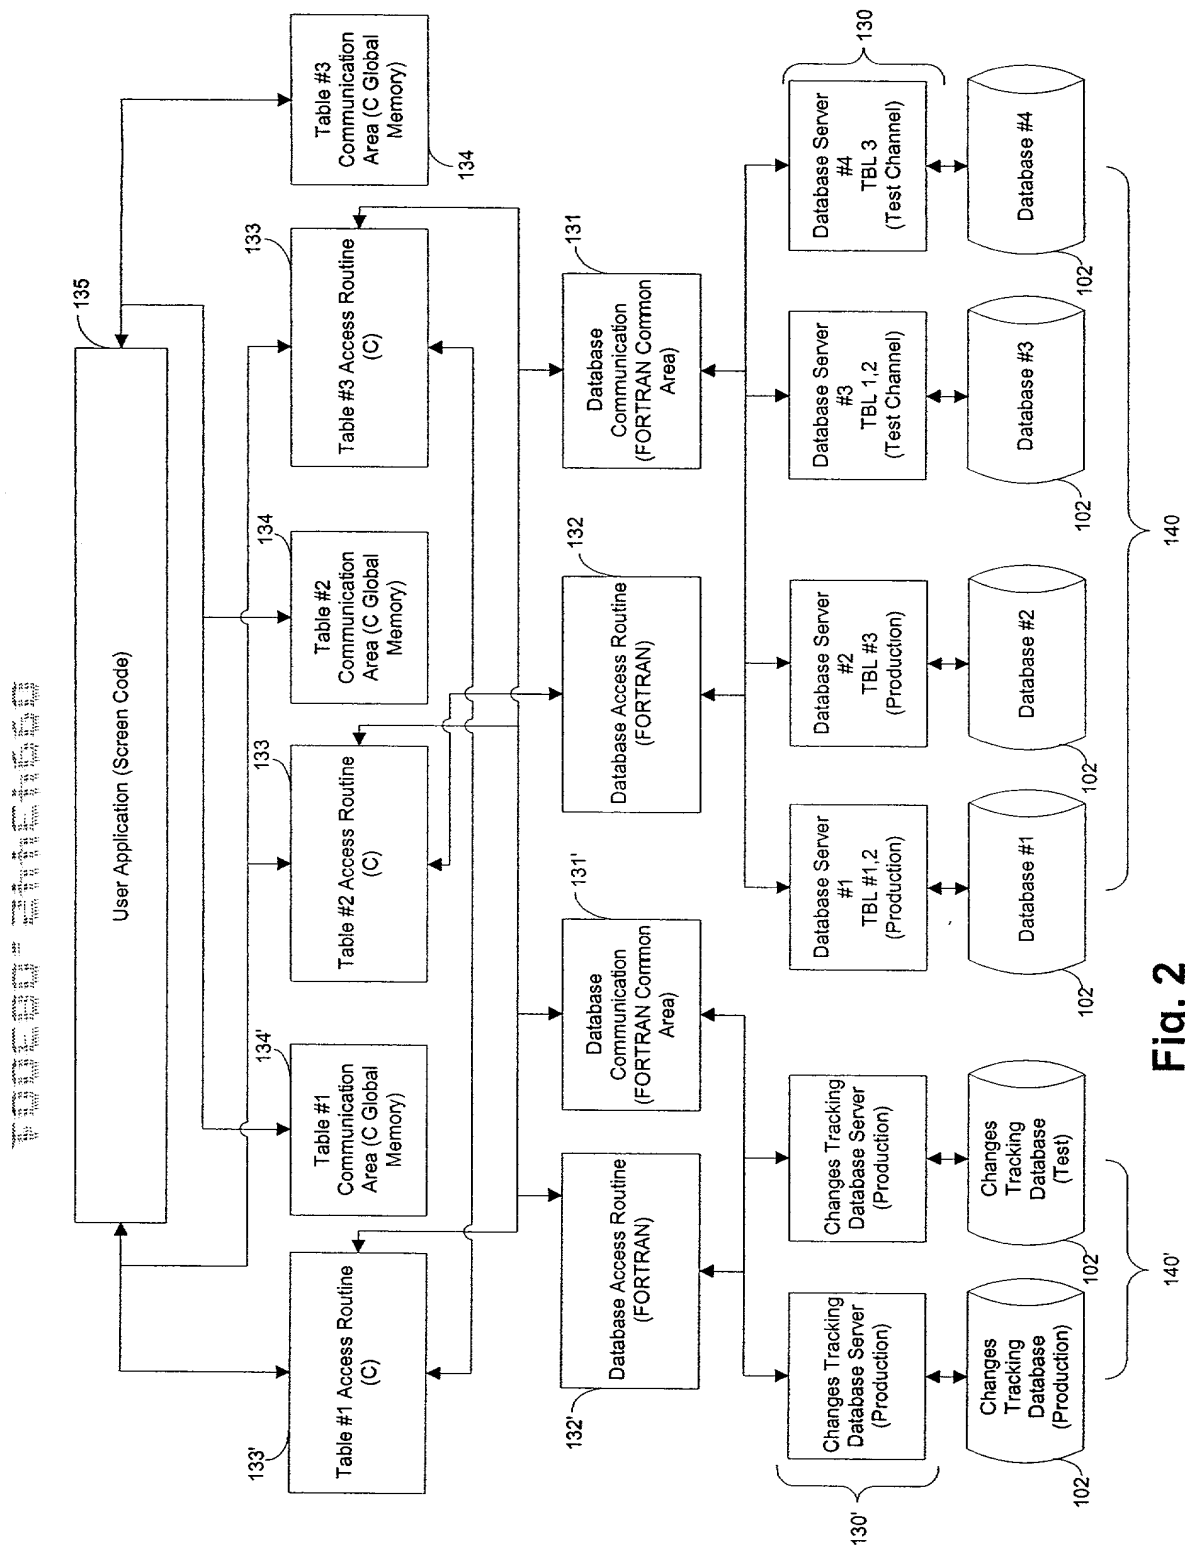 135
User Application (Screen Code)
133'
Table #1 Access Routine
(C)
134'
Table #1
Communication
Area (C Global
Memory)
133
Table #2 Access Routine
(C)
134
Table #2
Communication
Area (C Global
Memory)
133
Table #3 Access Routine
(C)
Table #3
Communication
Area (C Global
Memory)
134
132'
Database Access Routine
(FORTRAN)
131'
Database
Communication
(FORTRAN Common
Area)
132
Database Access Routine
(FORTRAN)
131
Database
Communication
(FORTRAN Common
Area)
130'
Changes Tracking
Database Server
(Production)
Changes Tracking
Database Server
(Production)
Database Server
#1
TBL #1,2
(Production)
Database Server
#2
TBL #3
(Production)
Database Server
#3
TBL 1,2
(Test Channel)
Database Server
#4
TBL 3
(Test Channel)
130
Changes
Tracking
Database
(Production)
102
Changes
Tracking
Database
(Test)
102
Database #1
102
Database #2
102
Database #3
102
Database #4
102
140'
140
Fig. 2